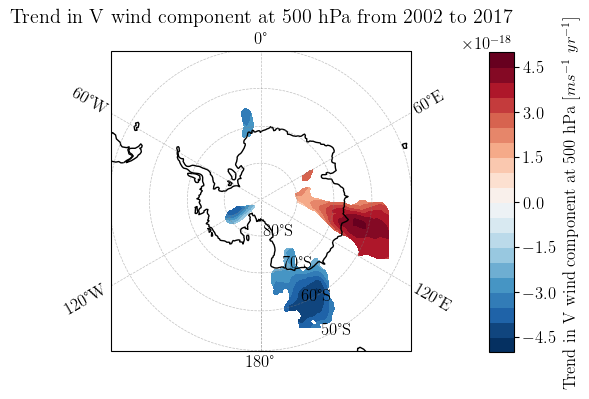 Trend in V wind component at 500 hPa from 2002 to 2017
0°
×10⁻¹⁸
60°W
60°E
4.5
3.0
1.5
0.0
−1.5
−3.0
−4.5
80°S
70°S
60°S
50°S
120°W
120°E
180°
Trend in V wind component at 500 hPa [ms⁻¹ yr⁻¹]